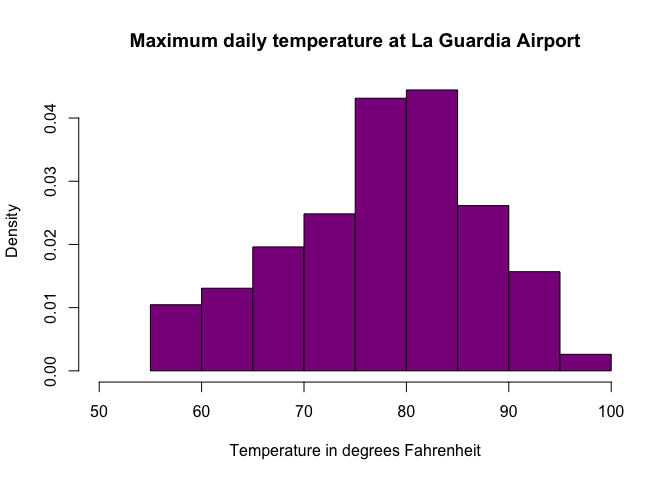 Maximum daily temperature at La Guardia Airport
Density
0.04
0.03
0.02
0.01
0.00
50 60 70 80 90 100
Temperature in degrees Fahrenheit